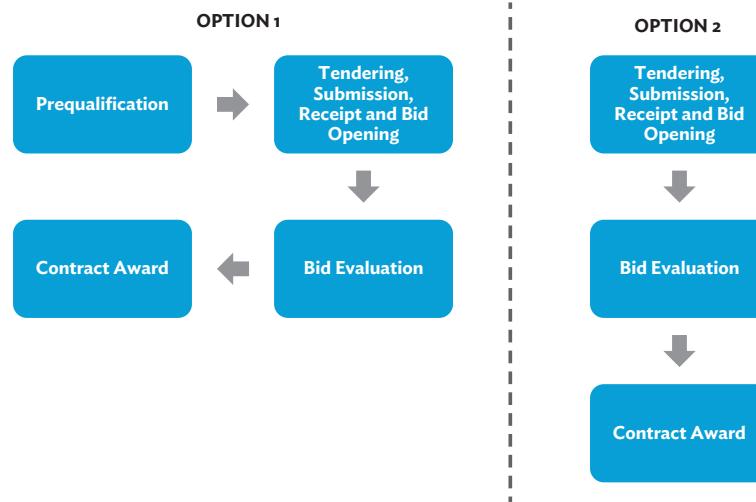 OPTION 1
Prequalification
Tendering,
Submission,
Receipt and Bid
Opening
Contract Award
Bid Evaluation
OPTION 2
Tendering,
Submission,
Receipt and Bid
Opening
Bid Evaluation
Contract Award